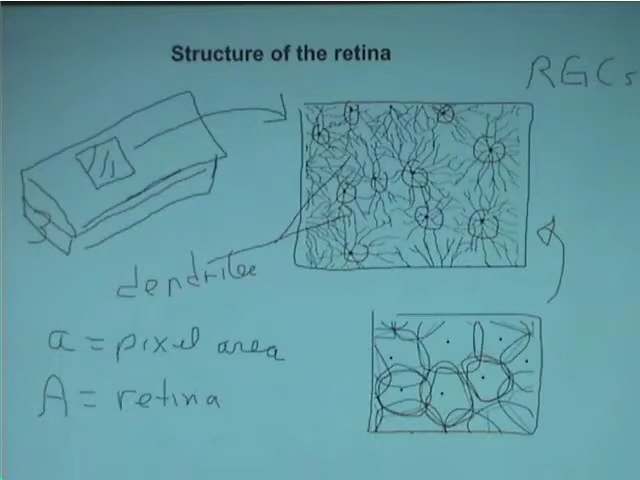 Structure of the retina
RGCs
dendrites
a = pixel area
A = retina